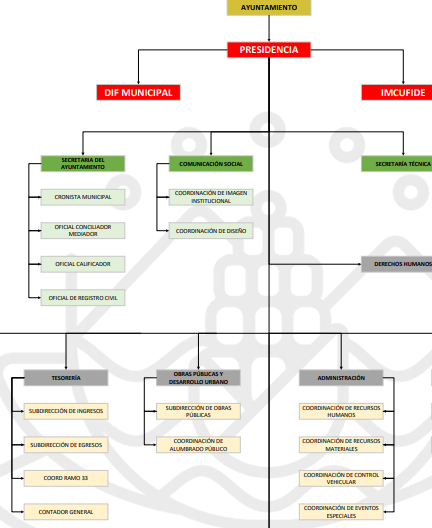 AYUNTAMIENTO
PRESIDENCIA
DIF MUNICIPAL
IMCUFIDE
SECRETARIA DEL
AYUNTAMIENTO
COMUNICACIÓN SOCIAL
SECRETARÍA TÉCNICA
CRONISTA MUNICIPAL
COORDINACIÓN DE IMAGEN
INSTITUCIONAL
OFICIAL CONCILIADOR
MEDIADOR
COORDINACIÓN DE DISEÑO
OFICIAL CALIFICADOR
DERECHOS HUMANOS
OFICIAL DE REGISTRO CIVIL
TESORERÍA
OBRAS PÚBLICAS Y
DESARROLLO URBANO
ADMINISTRACIÓN
SUBDIRECCIÓN DE INGRESOS
SUBDIRECCIÓN DE OBRAS
PÚBLICAS
COORDINACIÓN DE RECURSOS
HUMANOS
SUBDIRECCIÓN DE EGRESOS
COORDINACIÓN DE
ALUMBRADO PÚBLICO
COORDINACIÓN DE RECURSOS
MATERIALES
COORD RAMO 33
COORDINACIÓN DE CONTROL
VEHICULAR
CONTADOR GENERAL
COORDINACIÓN DE EVENTOS
ESPECIALES